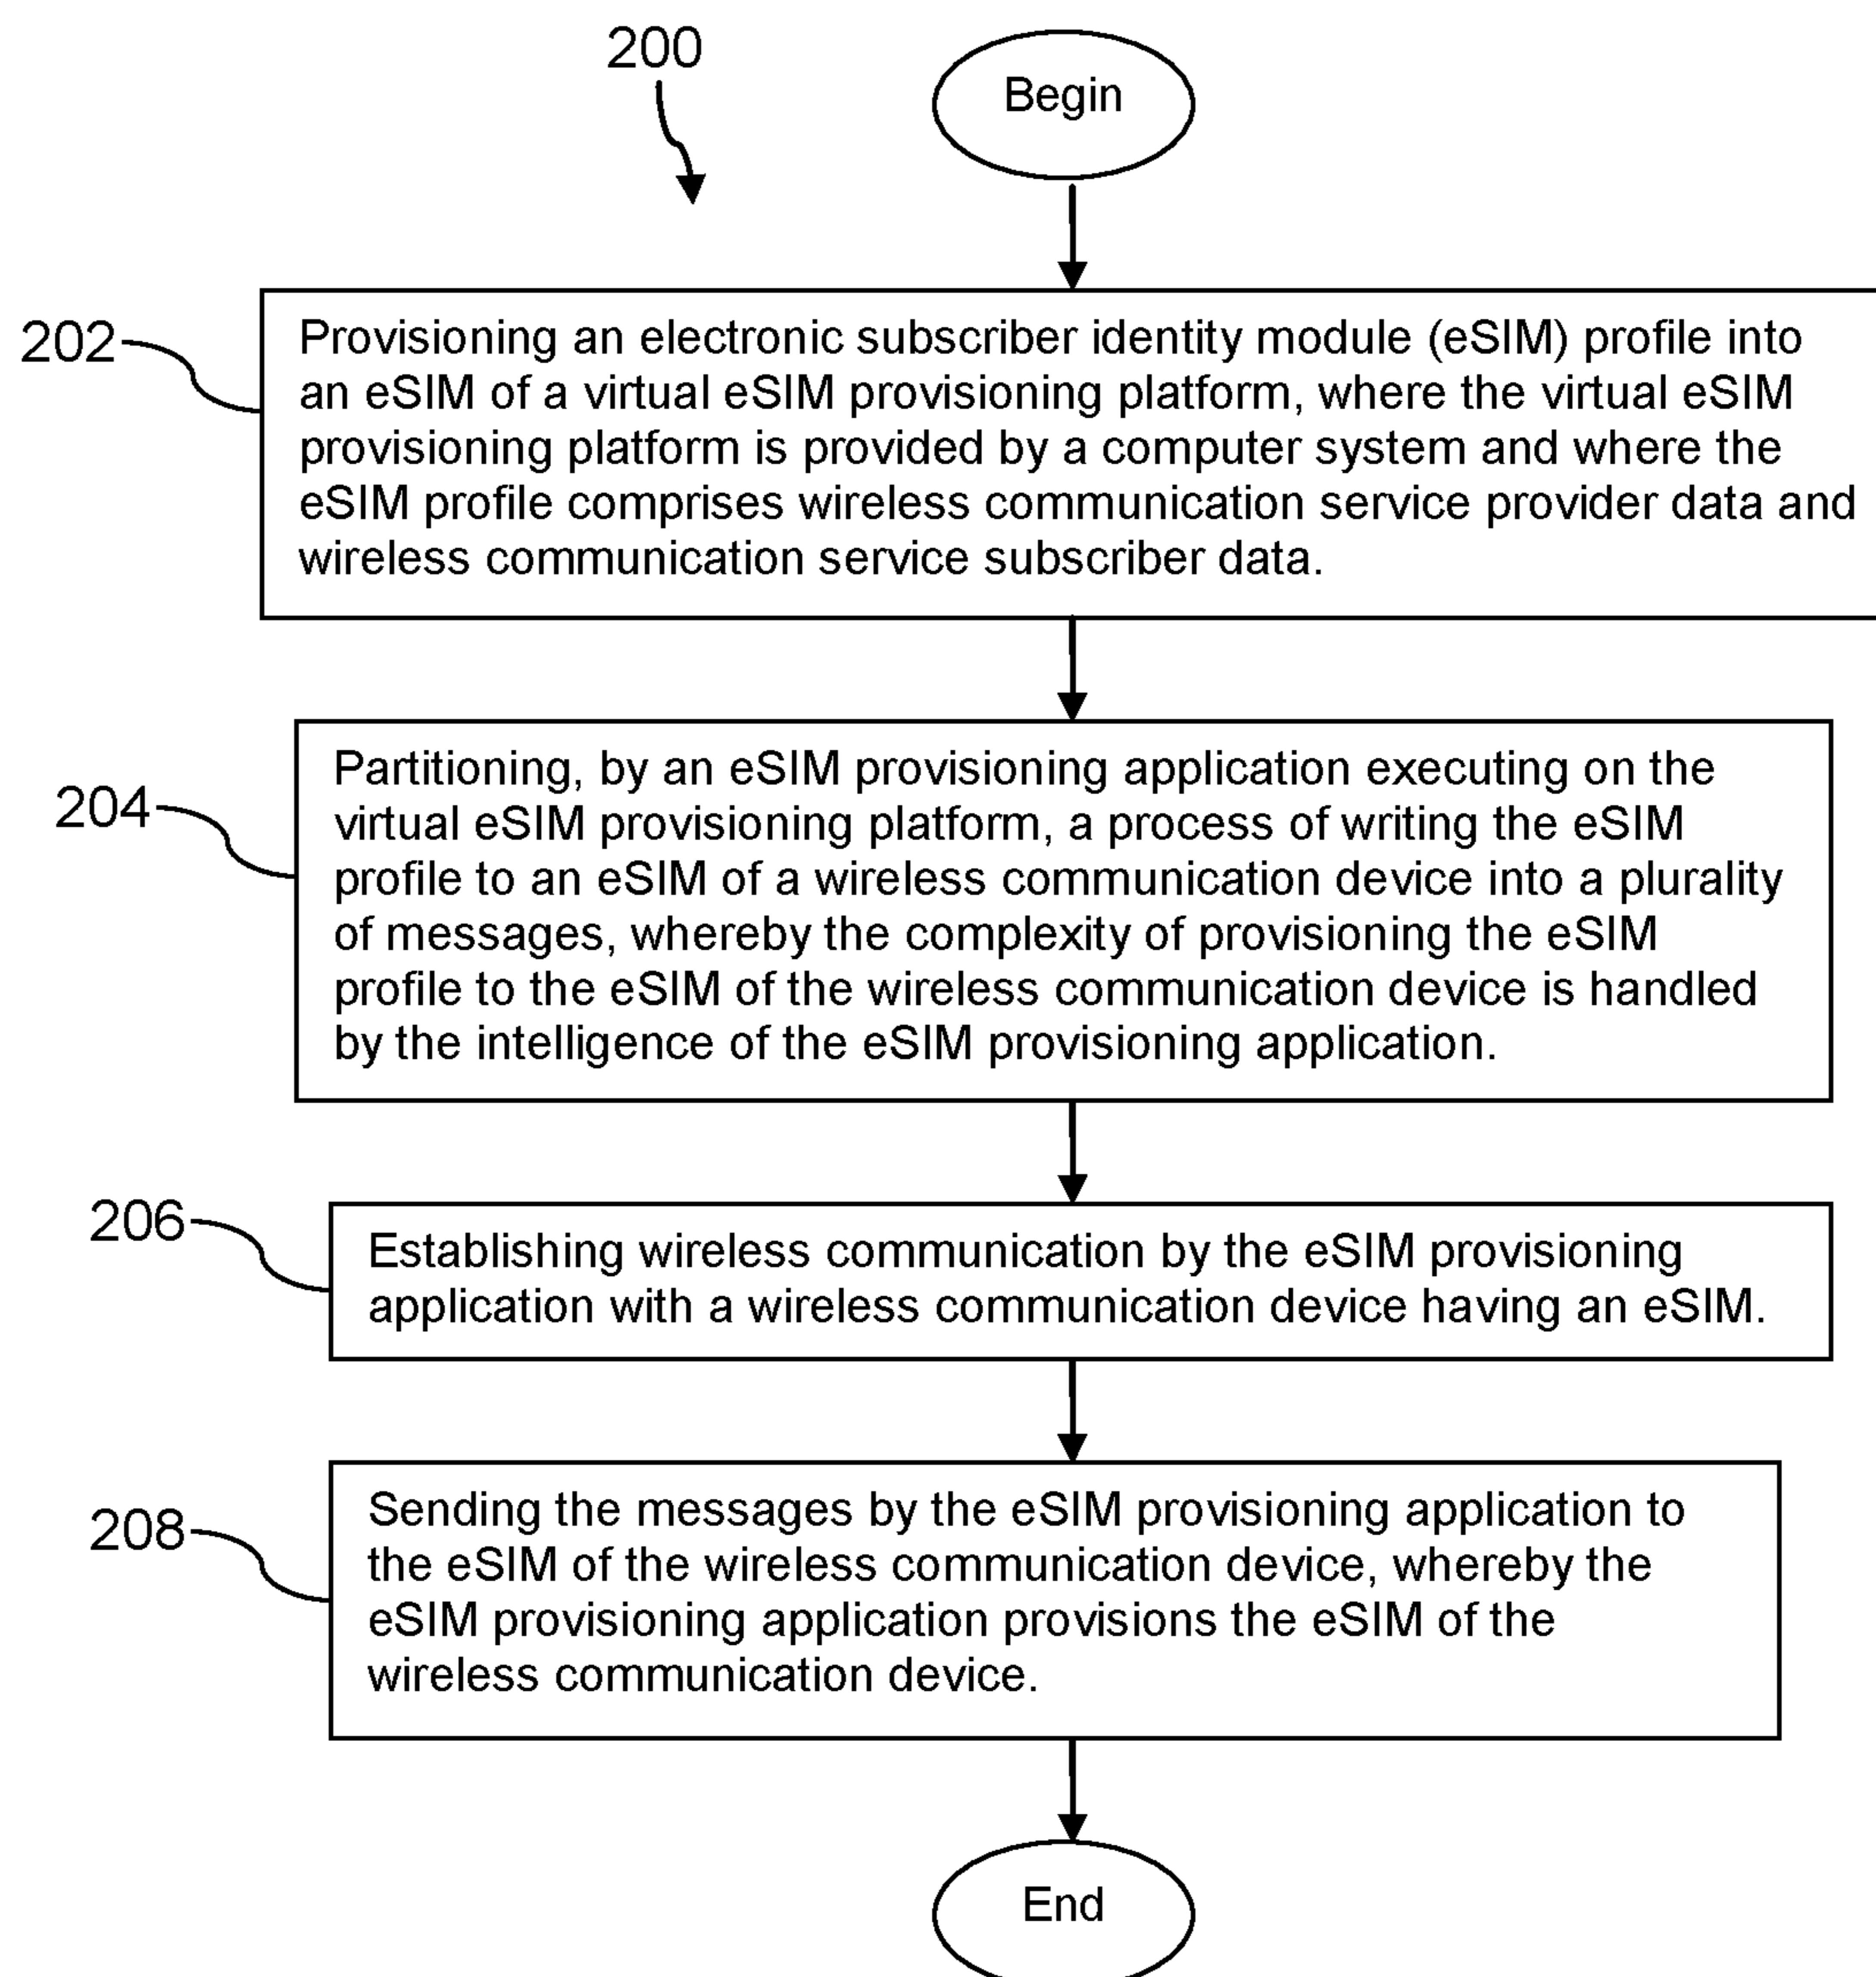 200
Begin
202
Provisioning an electronic subscriber identity module (eSIM) profile into
an eSIM of a virtual eSIM provisioning platform, where the virtual eSIM
provisioning platform is provided by a computer system and where the
eSIM profile comprises wireless communication service provider data and
wireless communication service subscriber data.
204
Partitioning, by an eSIM provisioning application executing on the
virtual eSIM provisioning platform, a process of writing the eSIM
profile to an eSIM of a wireless communication device into a plurality
of messages, whereby the complexity of provisioning the eSIM
profile to the eSIM of the wireless communication device is handled
by the intelligence of the eSIM provisioning application.
206
Establishing wireless communication by the eSIM provisioning
application with a wireless communication device having an eSIM.
208
Sending the messages by the eSIM provisioning application to
the eSIM of the wireless communication device, whereby the
eSIM provisioning application provisions the eSIM of the
wireless communication device.
End